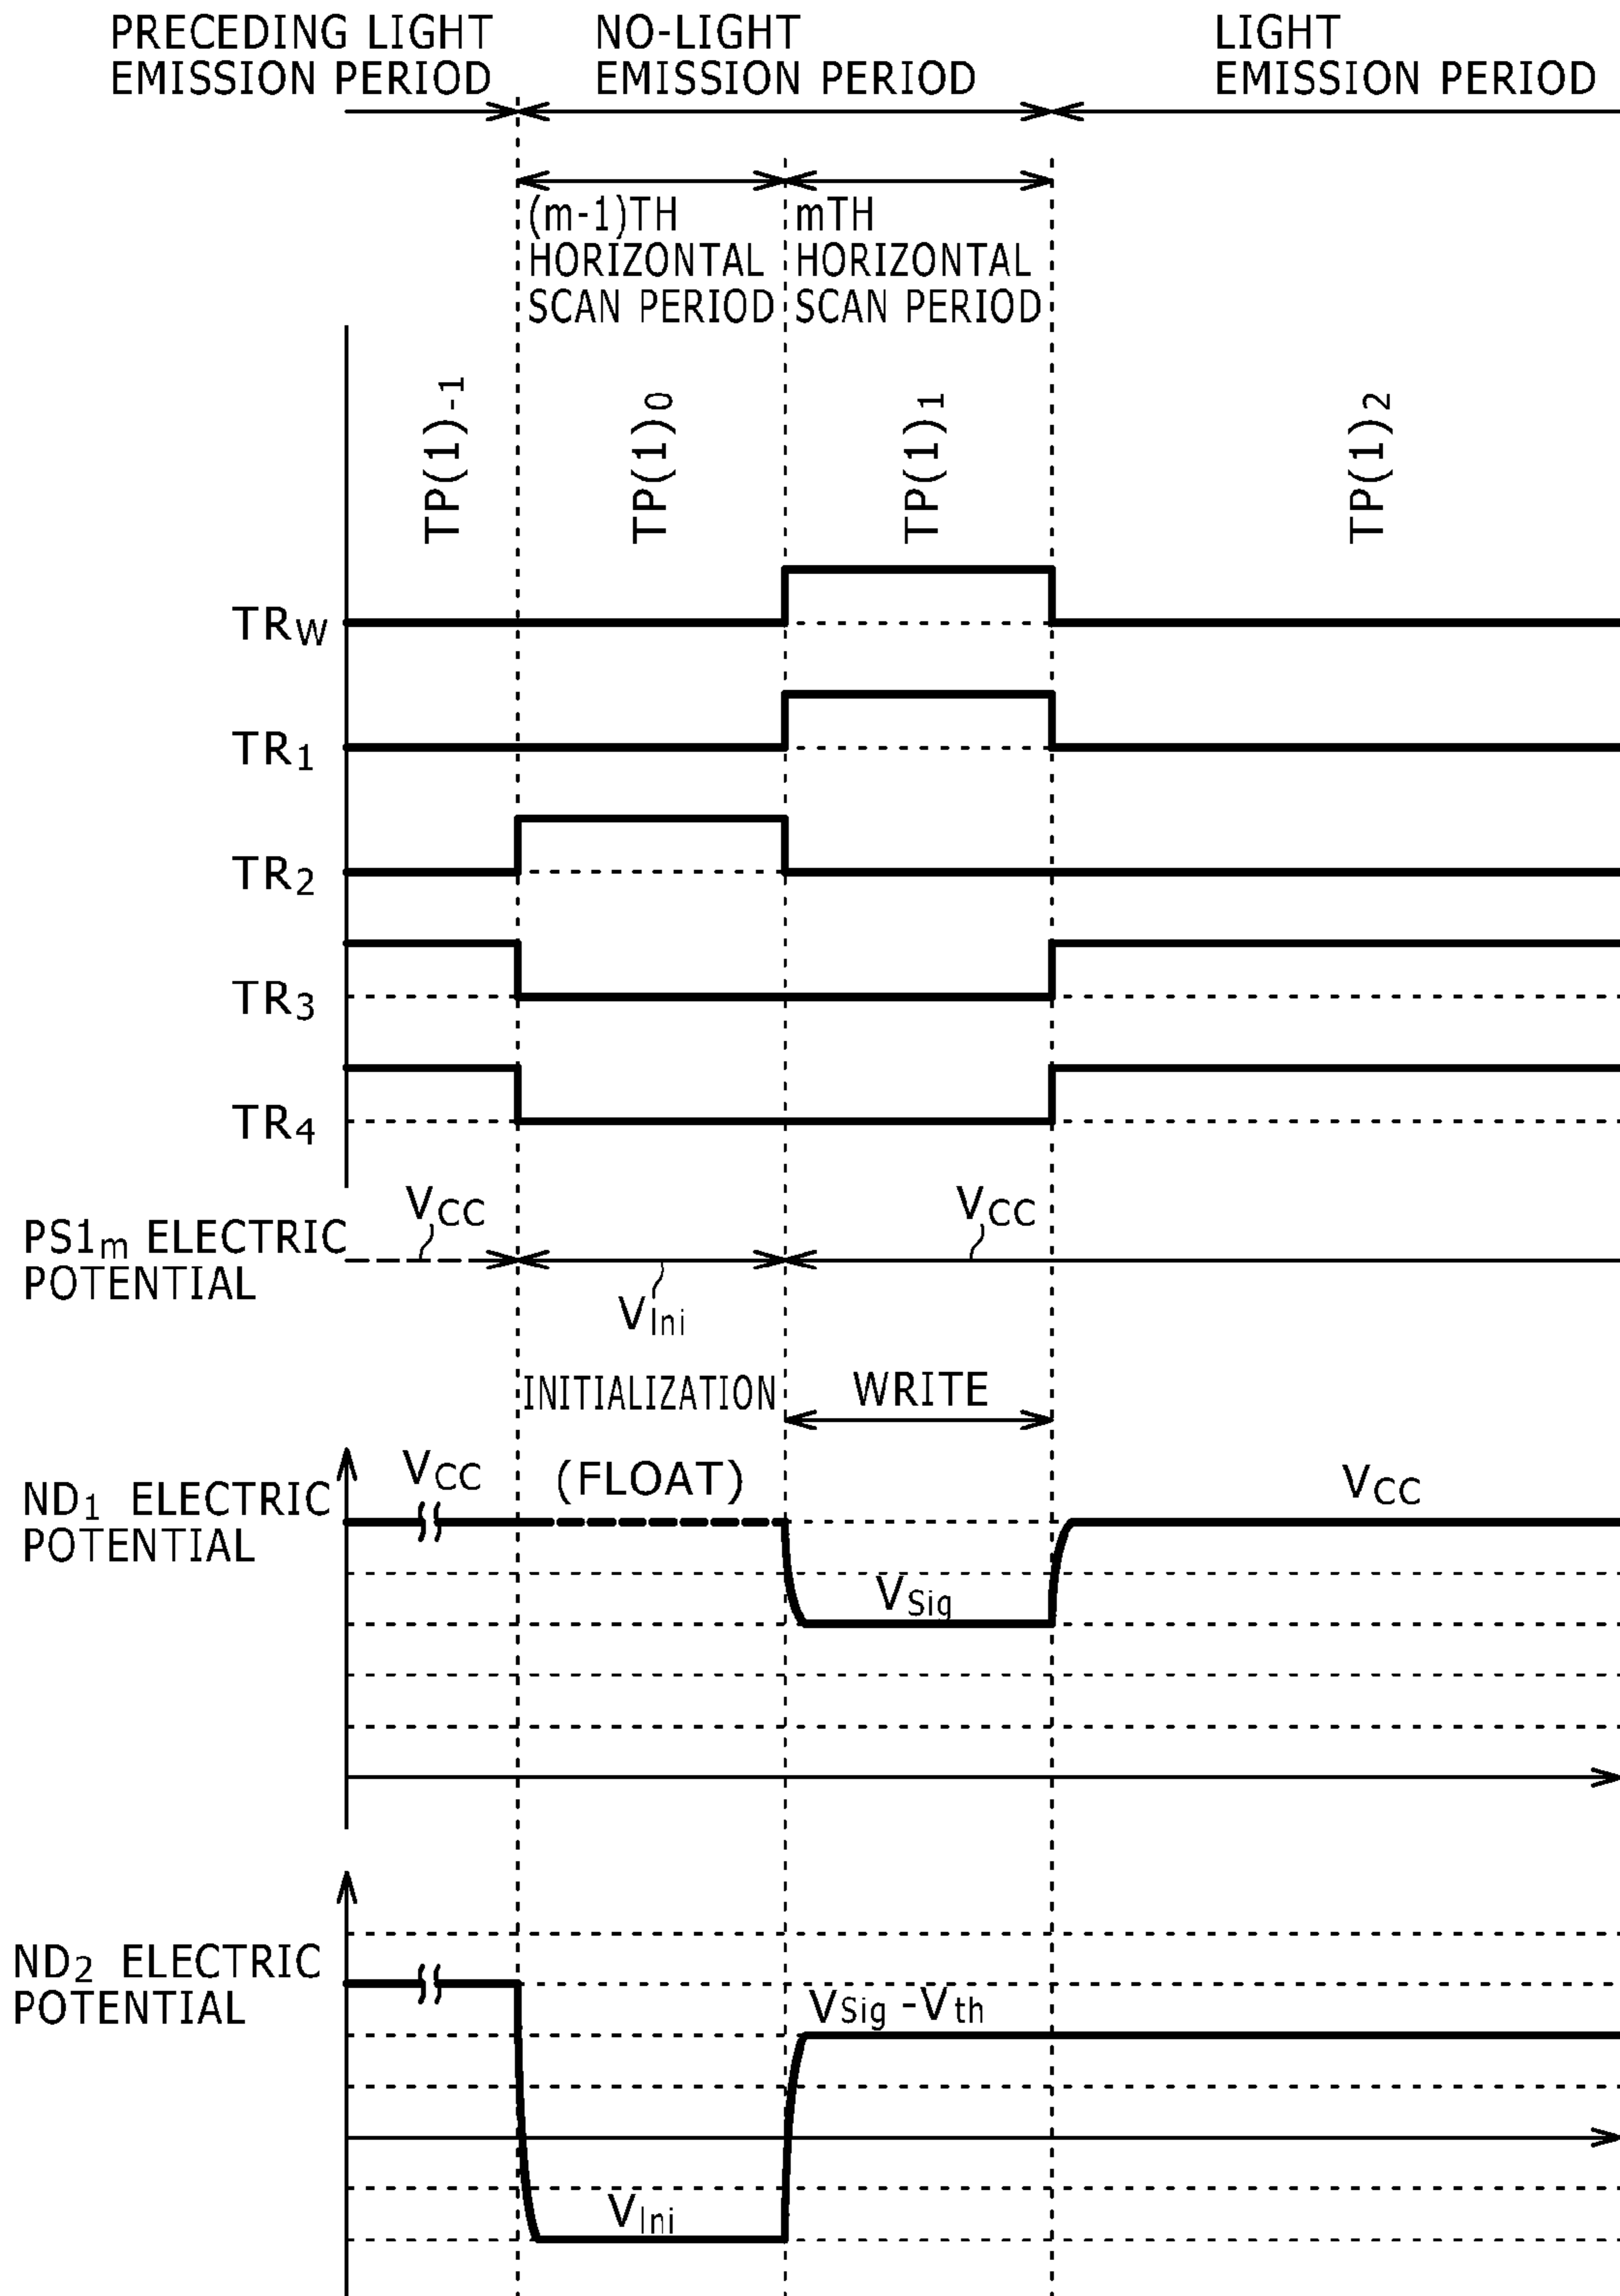 PRECEDING LIGHT
EMISSION PERIOD
NO-LIGHT
EMISSION PERIOD
LIGHT
EMISSION PERIOD
(m-1)TH
HORIZONTAL
SCAN PERIOD
mTH
HORIZONTAL
SCAN PERIOD
TP(1)-1
TP(1)0
TP(1)1
TP(1)2
TRW
TR1
TR2
TR3
TR4
PS1m ELECTRIC
POTENTIAL
VCC
VIni
VCC
INITIALIZATION
WRITE
ND1 ELECTRIC
POTENTIAL
VCC
(FLOAT)
VSig
VCC
ND2 ELECTRIC
POTENTIAL
VSig -Vth
VIni